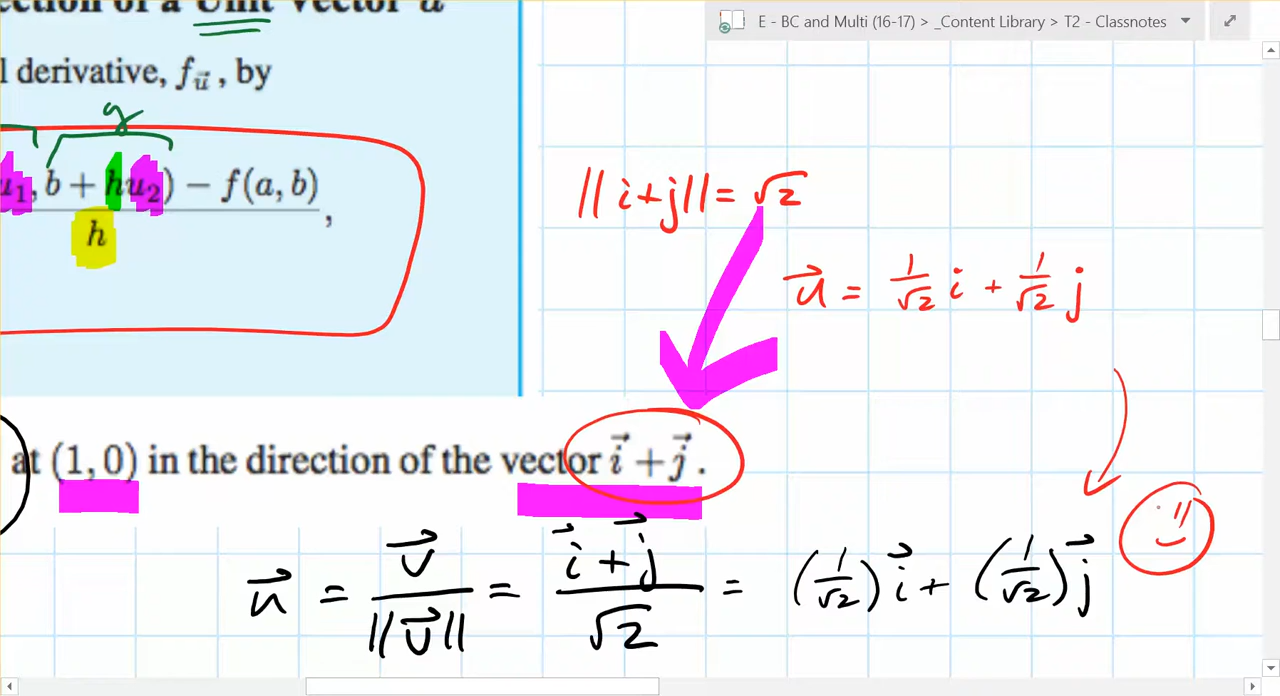 ection of a Unit Vector u⃗
E - BC and Multi (16-17) > _Content Library > T2 - Classnotes
l derivative, f_u⃗ , by
y
u₁, b + hu₂) − f(a, b)
h ,
||i+j|| = √2
u⃗ = 1/√2 i + 1/√2 j
at (1, 0) in the direction of the vector i⃗ + j⃗ .
u⃗ = v⃗/||v⃗|| = (i⃗ + j⃗)/√2 = (1/√2) i⃗ + (1/√2) j⃗